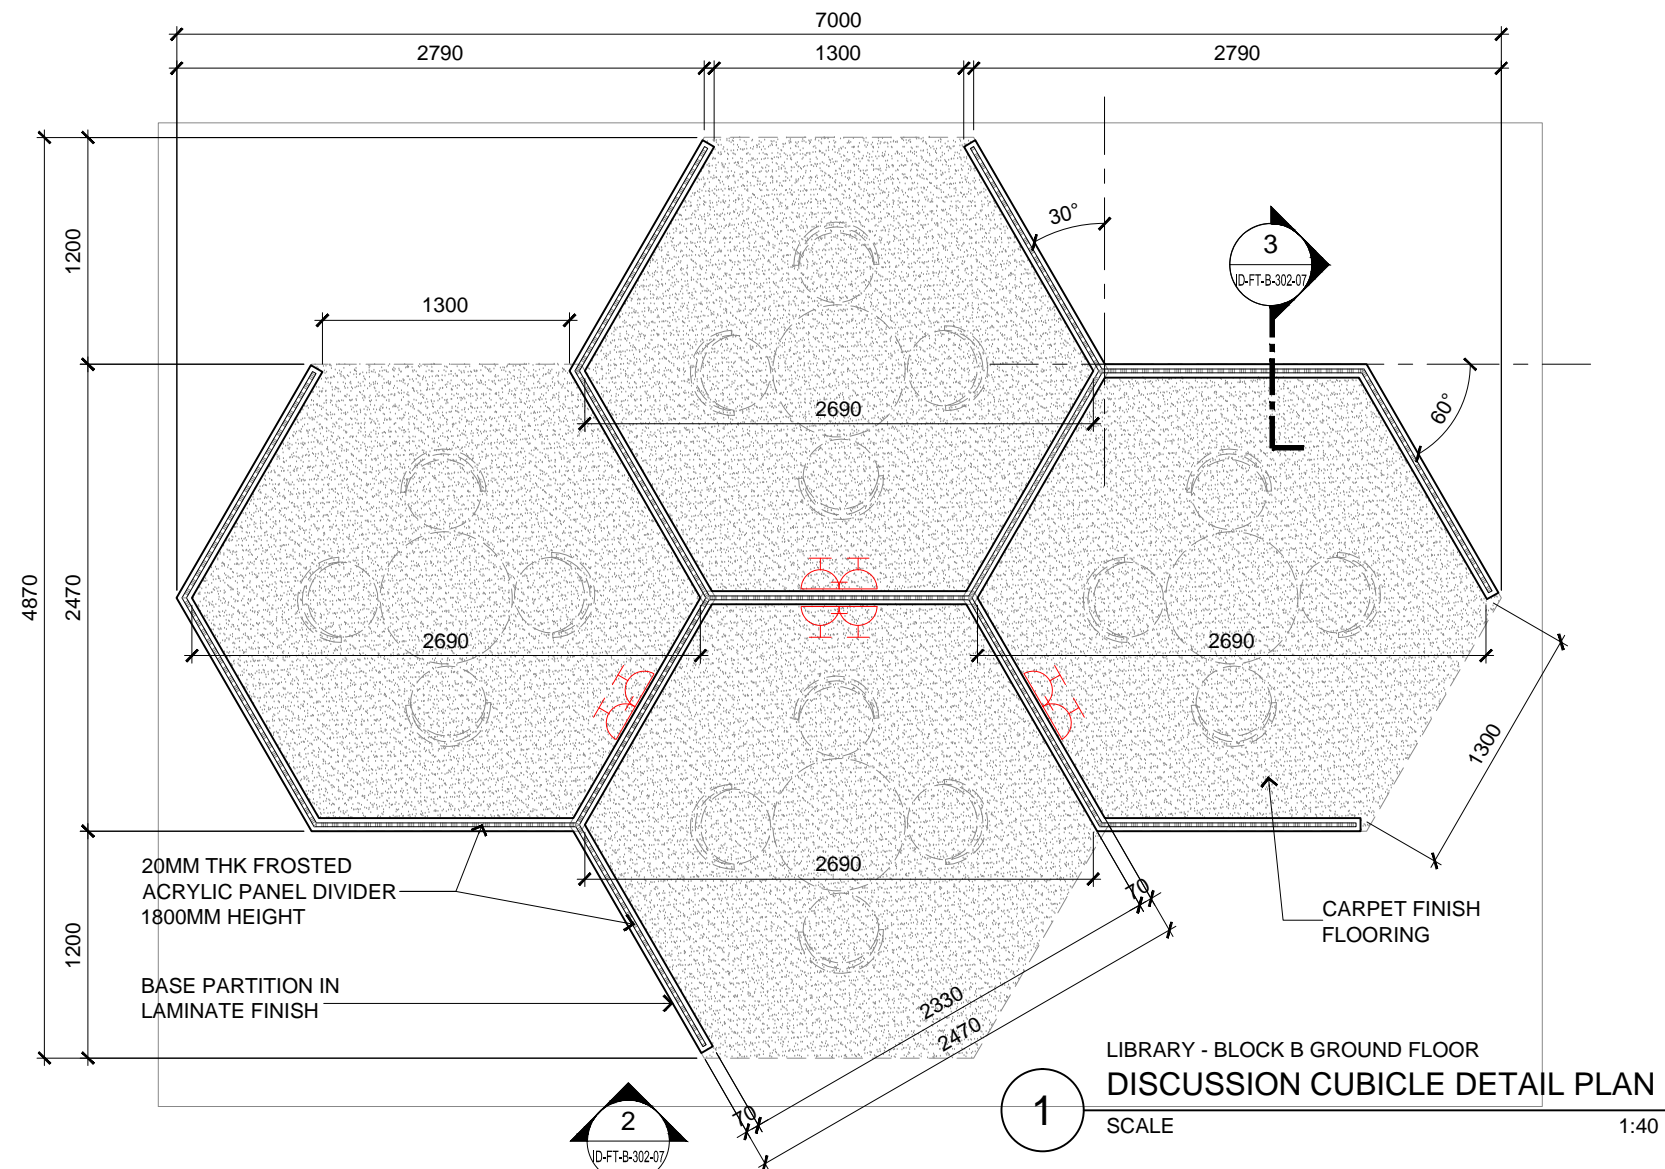 7000
2790
1300
2790
30°
3
ID-FT-B-302-07
1200
1300
60°
2690
4870
2470
2690
2690
1300
20MM THK FROSTED
ACRYLIC PANEL DIVIDER
1800MM HEIGHT
2690
70
CARPET FINISH
FLOORING
1200
BASE PARTITION IN
LAMINATE FINISH
2330
2470
70
2
ID-FT-B-302-07
1
LIBRARY - BLOCK B GROUND FLOOR
DISCUSSION CUBICLE DETAIL PLAN
SCALE
1:40